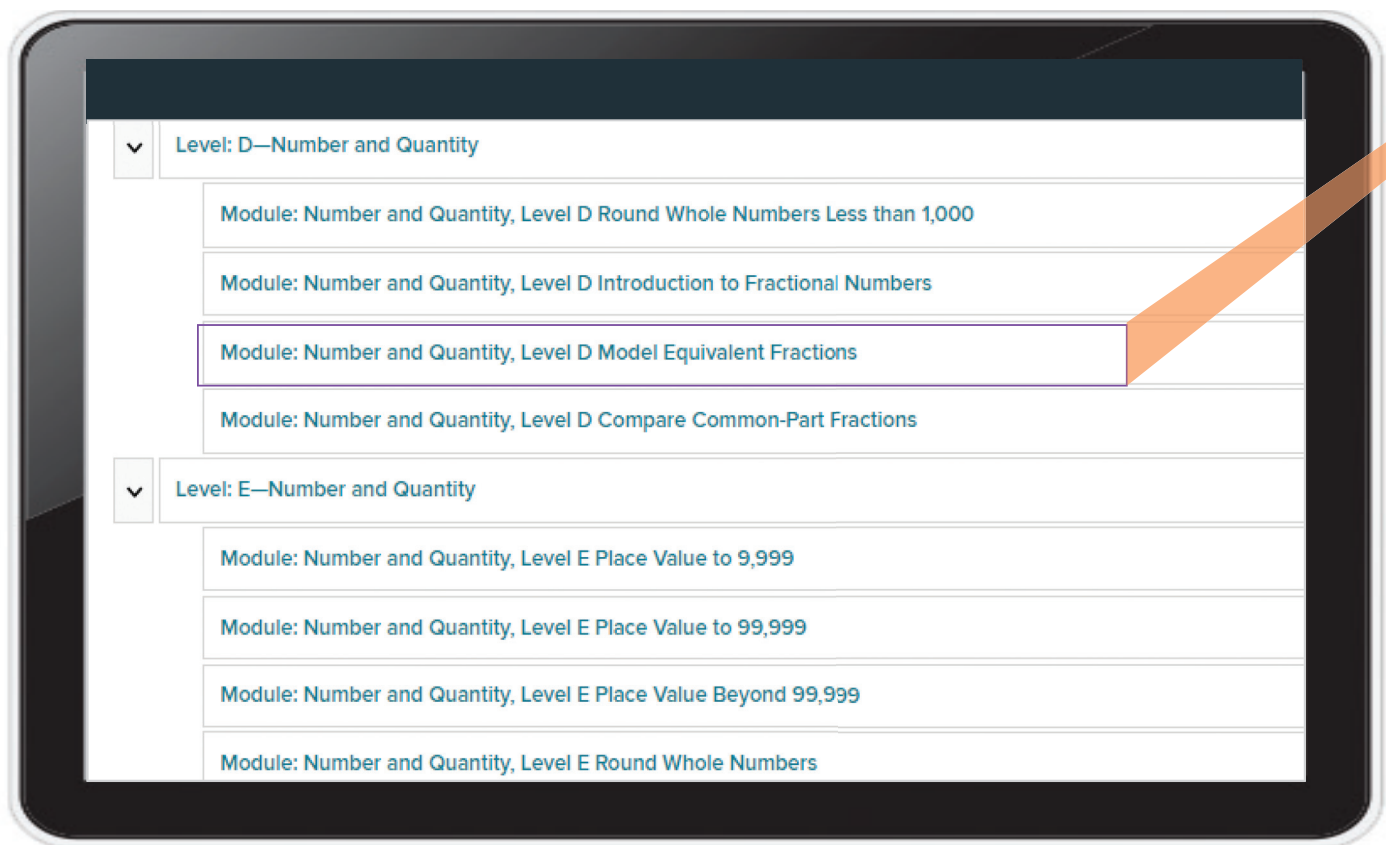 Level: D—Number and Quantity
Module: Number and Quantity, Level D Round Whole Numbers Less than 1,000
Module: Number and Quantity, Level D Introduction to Fractional Numbers
Module: Number and Quantity, Level D Model Equivalent Fractions
Module: Number and Quantity, Level D Compare Common-Part Fractions
Level: E—Number and Quantity
Module: Number and Quantity, Level E Place Value to 9,999
Module: Number and Quantity, Level E Place Value to 99,999
Module: Number and Quantity, Level E Place Value Beyond 99,999
Module: Number and Quantity, Level E Round Whole Numbers